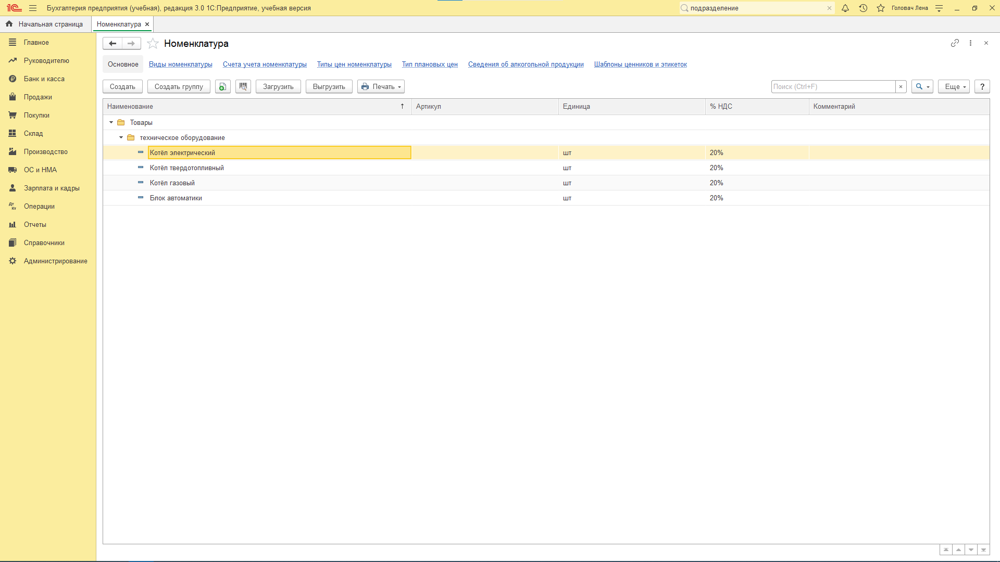 1С Бухгалтерия предприятия (учебная), редакция 3.0 1С:Предприятие, учебная версия подразделение Головач Лена
Начальная страница Номенклатура
Главное
Руководителю
Банк и касса
Продажи
Покупки
Склад
Производство
ОС и НМА
Зарплата и кадры
Операции
Отчеты
Справочники
Администрирование
Номенклатура
Основное Виды номенклатуры Счета учета номенклатуры Типы цен номенклатуры Тип плановых цен Сведения об алкогольной продукции Шаблоны ценников и этикеток
Создать Создать группу Загрузить Выгрузить Печать Поиск (Ctrl+F) × Еще ?
Наименование ↑ Артикул Единица % НДС Комментарий
Товары
техническое оборудование
Котёл электрический шт 20%
Котёл твердотопливный шт 20%
Котёл газовый шт 20%
Блок автоматики шт 20%